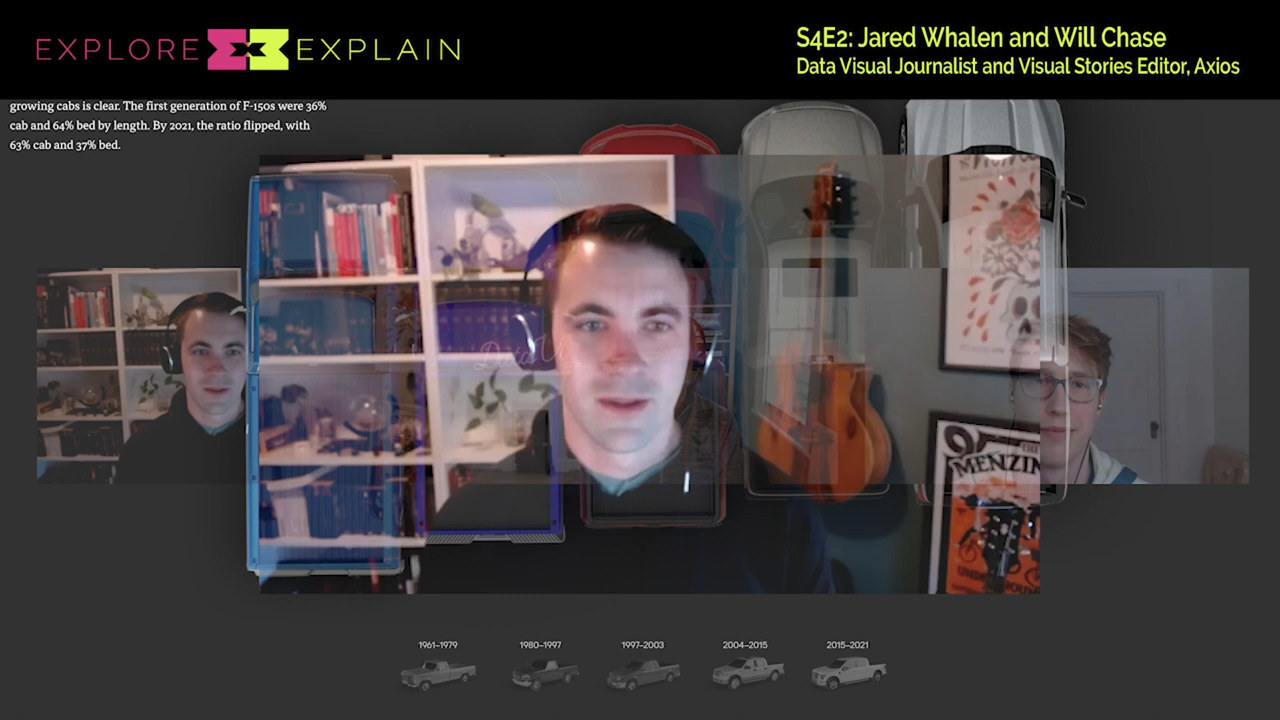 EXPLORE EXPLAIN
S4E2: Jared Whalen and Will Chase
Data Visual Journalist and Visual Stories Editor, Axios
growing cabs is clear. The first generation of F-150s were 36%
cab and 64% bed by length. By 2021, the ratio flipped, with
63% cab and 37% bed.
MENZIN
1961–1979
1980–1997
1997–2003
2004–2015
2015–2021